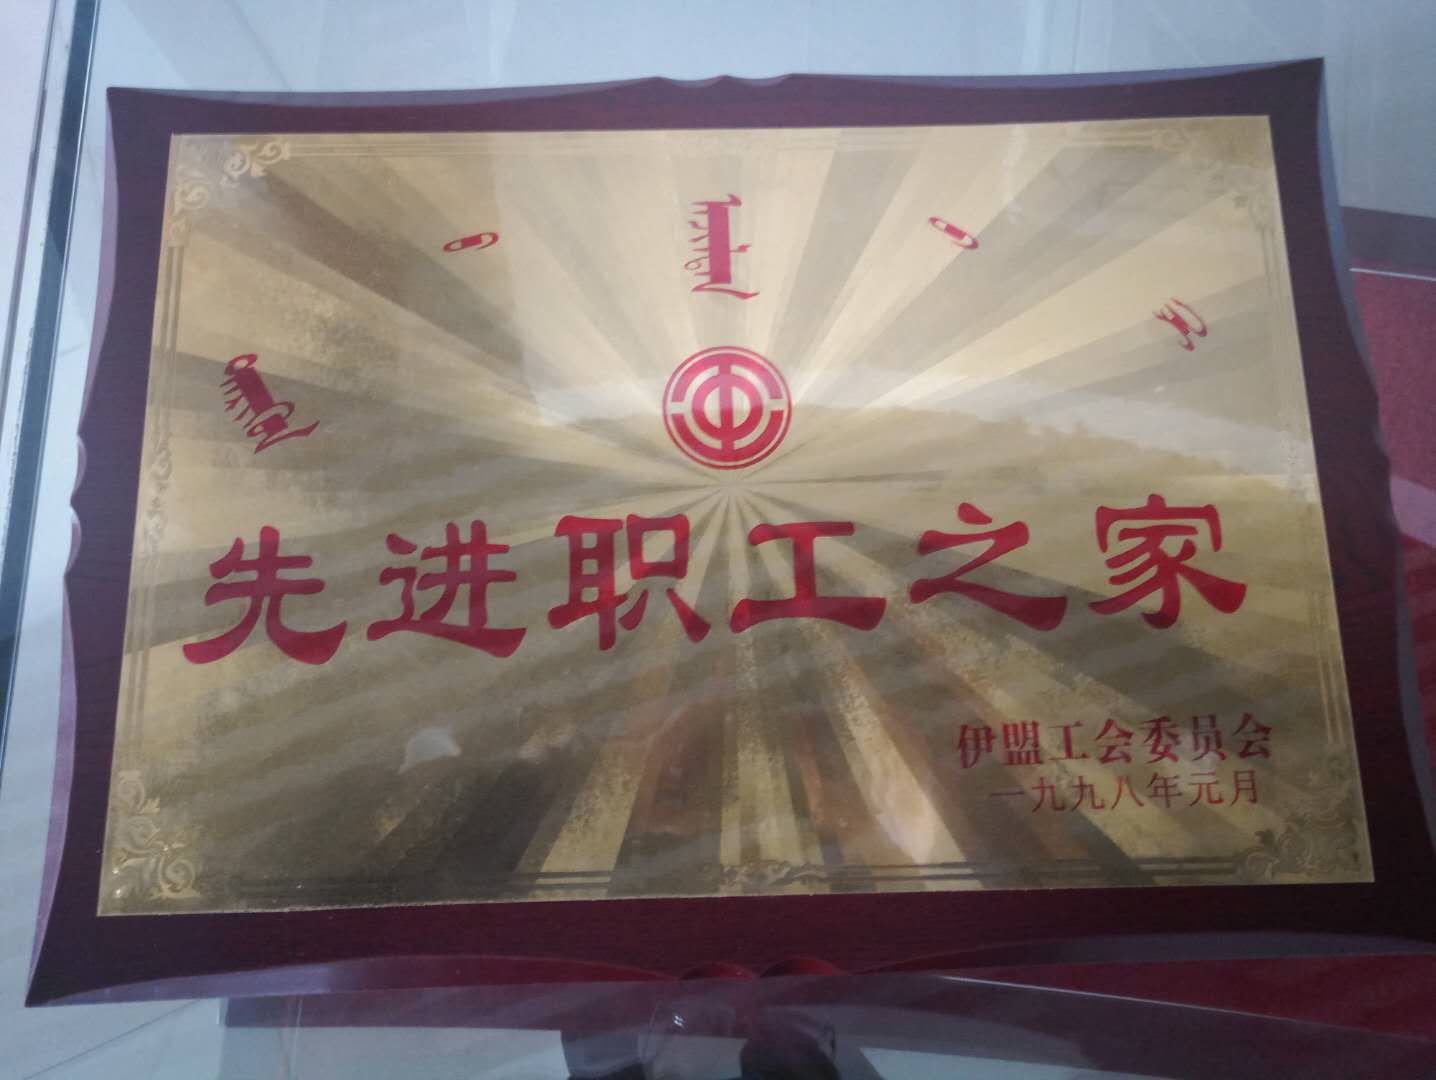 先进职工之家
伊盟工会委员会
一九九八年元月